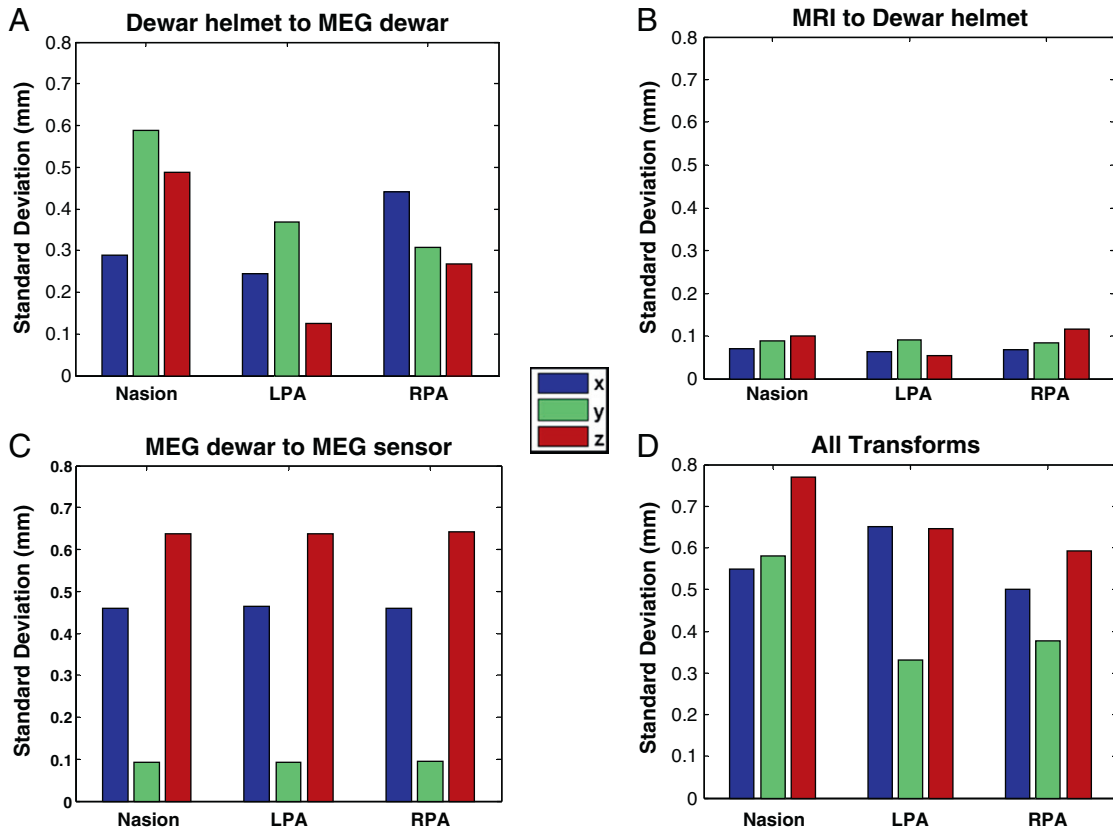 A
Dewar helmet to MEG dewar
Standard Deviation (mm)
0.8
0.7
0.6
0.5
0.4
0.3
0.2
0.1
0
Nasion LPA RPA
B
MRI to Dewar helmet
Standard Deviation (mm)
0.8
0.7
0.6
0.5
0.4
0.3
0.2
0.1
0
Nasion LPA RPA
x
y
z
C
MEG dewar to MEG sensor
Standard Deviation (mm)
0.8
0.7
0.6
0.5
0.4
0.3
0.2
0.1
0
Nasion LPA RPA
D
All Transforms
Standard Deviation (mm)
0.8
0.7
0.6
0.5
0.4
0.3
0.2
0.1
0
Nasion LPA RPA